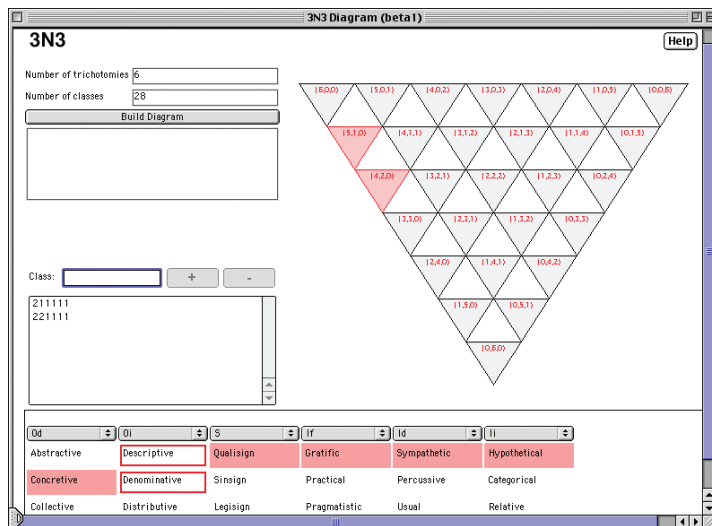 3N3 Diagram (beta1)
3N3
Help
Number of trichotomies 6
Number of classes 28
Build Diagram
|6,0,0| |5,0,1| |4,0,2| |3,0,3| |2,0,4| |1,0,5| |0,0,6|
|5,1,0| |4,1,1| |3,1,2| |2,1,3| |1,1,4| |0,1,5|
|4,2,0| |3,2,1| |2,2,2| |1,2,3| |0,2,4|
|3,3,0| |2,3,1| |1,3,2| |0,3,3|
|2,4,0| |1,4,1| |0,4,2|
|1,5,0| |0,5,1|
|0,6,0|
Class: + -
211111
221111
Od Oi S If Id Ii
Abstractive Descriptive Qualisign Gratific Sympathetic Hypothetical
Concretive Denominative Sinsign Practical Percussive Categorical
Collective Distributive Legisign Pragmatistic Usual Relative